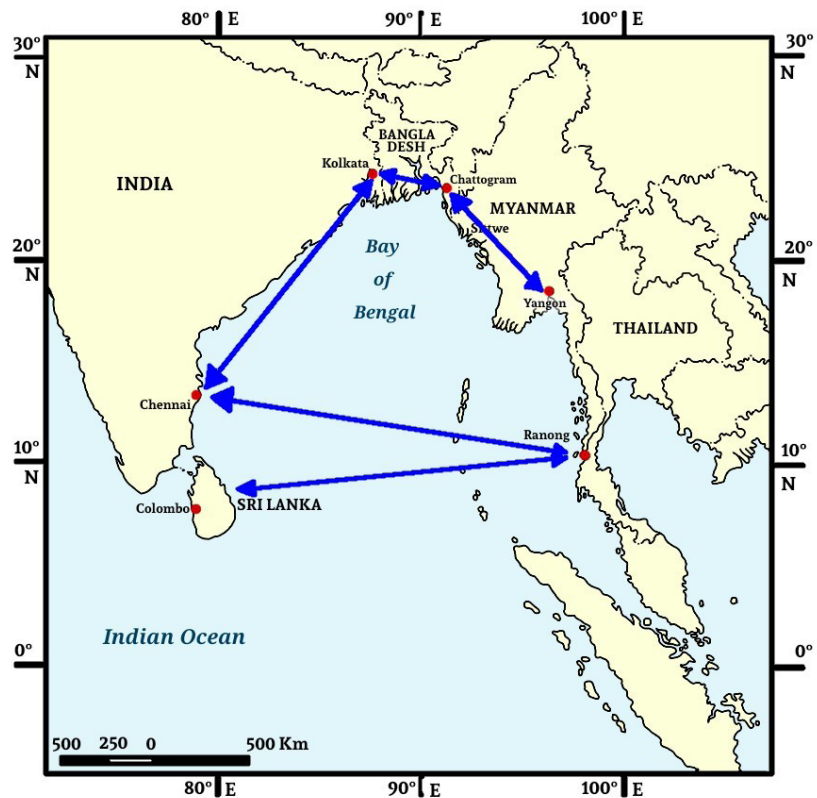 80° E 90° E 100° E
30°
N
30°
N
BANGLA
DESH
Kolkata
Chattogram
INDIA
MYANMAR
Sittwe
20°
N
20°
N
Bay
of
Bengal
Yangon
THAILAND
Chennai
Ranong
10°
N
10°
N
Colombo
SRI LANKA
Indian Ocean
0°
0°
500 250 0 500 Km
80° E 90° E 100° E